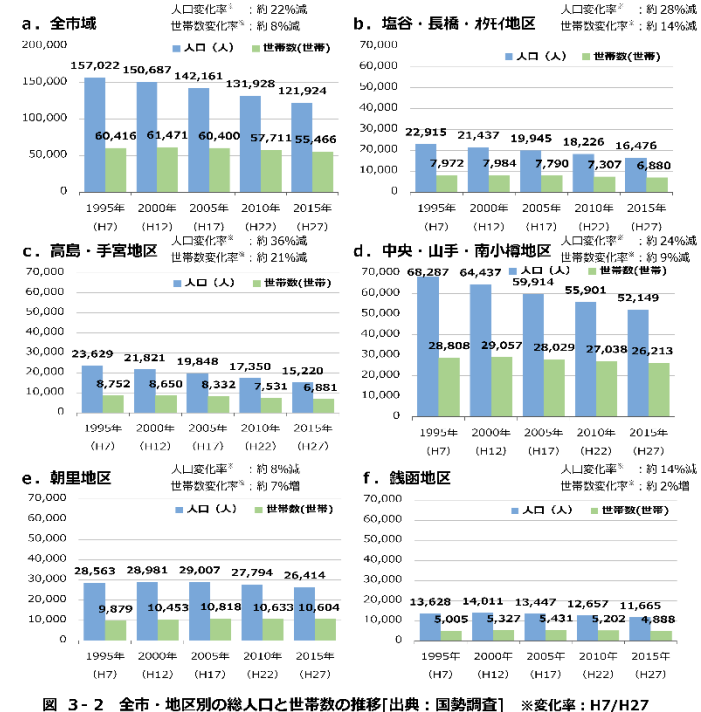 a. 全市域
人口変化率※ : 約 22%減
世帯数変化率※ : 約 8%減
人口（人） 世帯数(世帯)
200,000
150,000
100,000
50,000
0
157,022 150,687 142,161 131,928 121,924
60,416 61,471 60,400 57,711 55,466
1995年 2000年 2005年 2010年 2015年
(H7) (H12) (H17) (H22) (H27)
b. 塩谷・長橋・オタモイ地区
人口変化率※ : 約 28%減
世帯数変化率※ : 約 14%減
人口（人） 世帯数(世帯)
70,000
60,000
50,000
40,000
30,000
20,000
10,000
0
22,915 21,437 19,945 18,226 16,476
7,972 7,984 7,790 7,307 6,880
1995年 2000年 2005年 2010年 2015年
(H7) (H12) (H17) (H22) (H27)
c. 高島・手宮地区
人口変化率※ : 約 36%減
世帯数変化率※ : 約 21%減
人口（人） 世帯数(世帯)
70,000
60,000
50,000
40,000
30,000
20,000
10,000
0
23,629 21,821 19,848 17,350 15,220
8,752 8,650 8,332 7,531 6,881
1995年 2000年 2005年 2010年 2015年
(H7) (H12) (H17) (H22) (H27)
d. 中央・山手・南小樽地区
人口変化率※ : 約 24%減
世帯数変化率※ : 約 9%減
人口（人） 世帯数(世帯)
70,000
60,000
50,000
40,000
30,000
20,000
10,000
0
68,287 64,437 59,914 55,901 52,149
28,808 29,057 28,029 27,038 26,213
1995年 2000年 2005年 2010年 2015年
(H7) (H12) (H17) (H22) (H27)
e. 朝里地区
人口変化率※ : 約 8%減
世帯数変化率※ : 約 7%増
人口（人） 世帯数(世帯)
70,000
60,000
50,000
40,000
30,000
20,000
10,000
0
28,563 28,981 29,007 27,794 26,414
9,879 10,453 10,818 10,633 10,604
1995年 2000年 2005年 2010年 2015年
(H7) (H12) (H17) (H22) (H27)
f. 銭函地区
人口変化率※ : 約 14%減
世帯数変化率※ : 約 2%増
人口（人） 世帯数(世帯)
70,000
60,000
50,000
40,000
30,000
20,000
10,000
0
13,628 14,011 13,447 12,657 11,665
5,005 5,327 5,431 5,202 4,888
1995年 2000年 2005年 2010年 2015年
(H7) (H12) (H17) (H22) (H27)
図 3-2 全市・地区別の総人口と世帯数の推移[出典：国勢調査] ※変化率：H7/H27